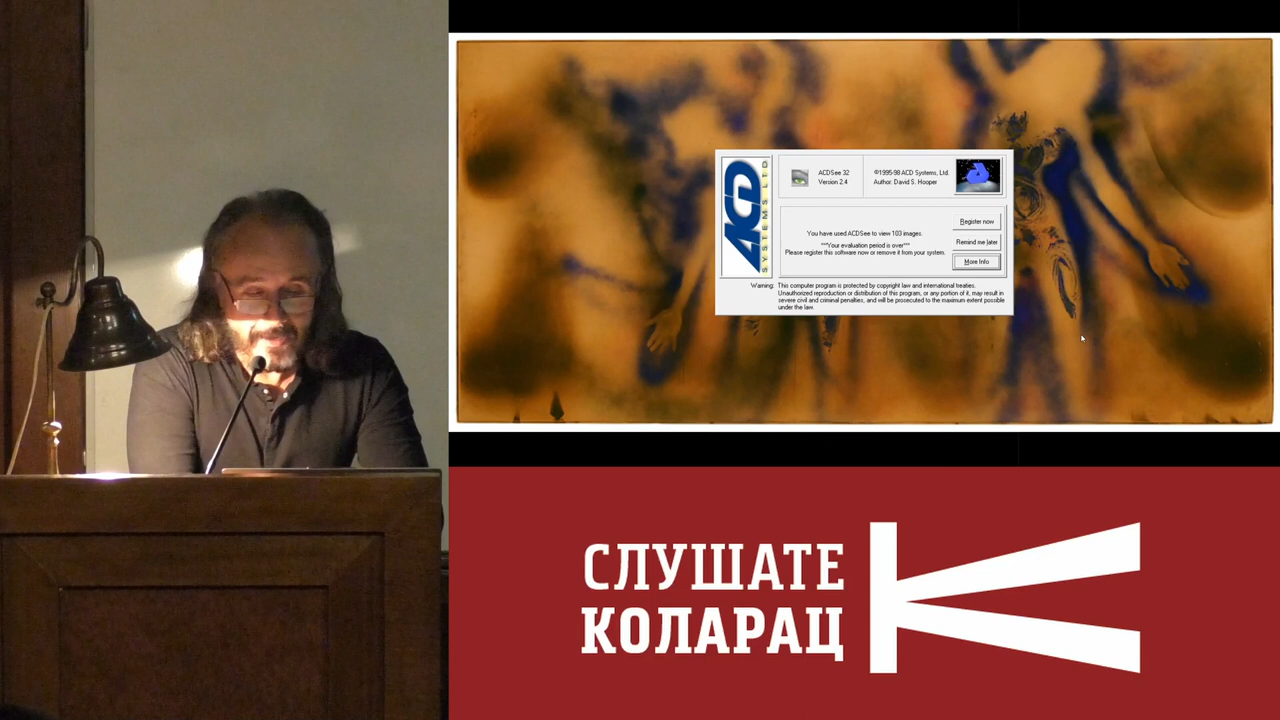 ACD
SYSTEMS LTD
ACDSee 32
Version 2.4
©1995-98 ACD Systems, Ltd.
Author: David S. Hooper
You have used ACDSee to view 103 images.
***Your evaluation period is over***
Please register this software now or remove it from your system.
Register now
Remind me later
More Info
Warning: This computer program is protected by copyright law and international treaties.
Unauthorized reproduction or distribution of this program, or any portion of it, may result in
severe civil and criminal penalties, and will be prosecuted to the maximum extent possible
under the law.
СЛУШАТЕ
КОЛАРАЦ